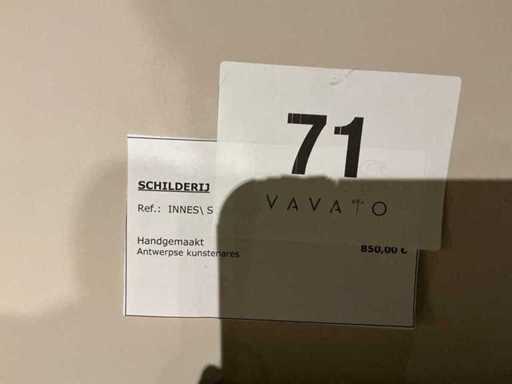 71
VAVATO
SCHILDERIJ
Ref.: INNES\ S
Handgemaakt
Antwerpse kunstenares
850,00 €